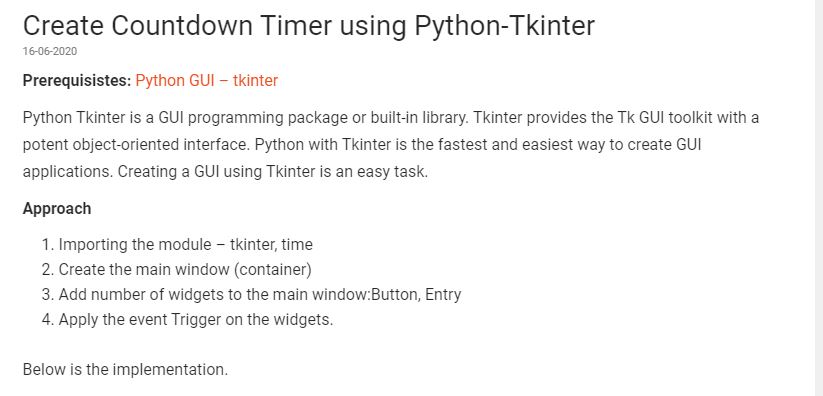 Create Countdown Timer using Python-Tkinter
16-06-2020
Prerequisistes: Python GUI – tkinter
Python Tkinter is a GUI programming package or built-in library. Tkinter provides the Tk GUI toolkit with a
potent object-oriented interface. Python with Tkinter is the fastest and easiest way to create GUI
applications. Creating a GUI using Tkinter is an easy task.
Approach
1. Importing the module – tkinter, time
2. Create the main window (container)
3. Add number of widgets to the main window:Button, Entry
4. Apply the event Trigger on the widgets.
Below is the implementation.